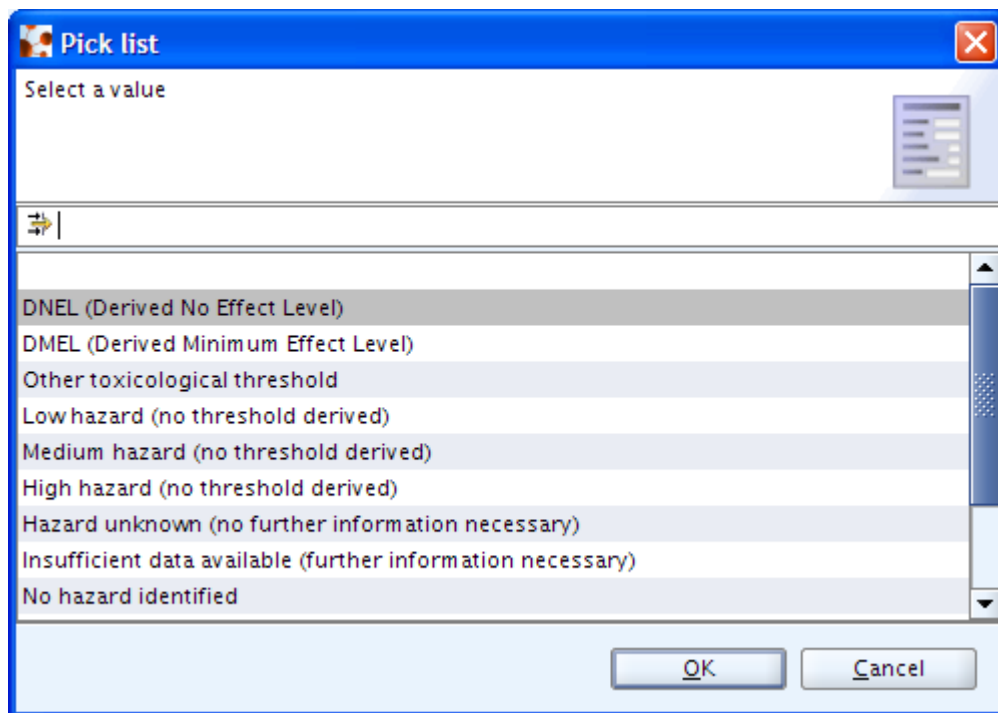 Pick list
Select a value
DNEL (Derived No Effect Level)
DMEL (Derived Minimum Effect Level)
Other toxicological threshold
Low hazard (no threshold derived)
Medium hazard (no threshold derived)
High hazard (no threshold derived)
Hazard unknown (no further information necessary)
Insufficient data available (further information necessary)
No hazard identified
OK Cancel